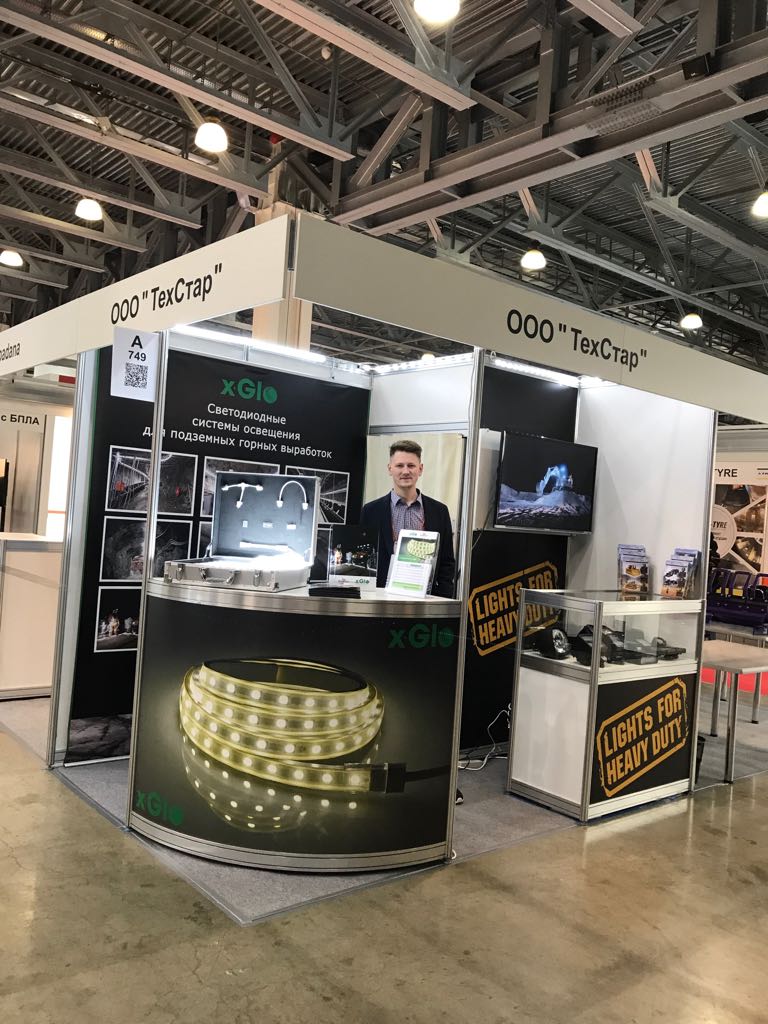 ООО "ТехСтар"
ООО "ТехСтар"
A
749
с БПЛА
xGlo
Светодиодные
системы освещения
для подземных горных выработок
xGlo
xGlo
xGlo
LIGHTS FOR
HEAVY DUTY
LIGHTS FOR
HEAVY DUTY
TYRE